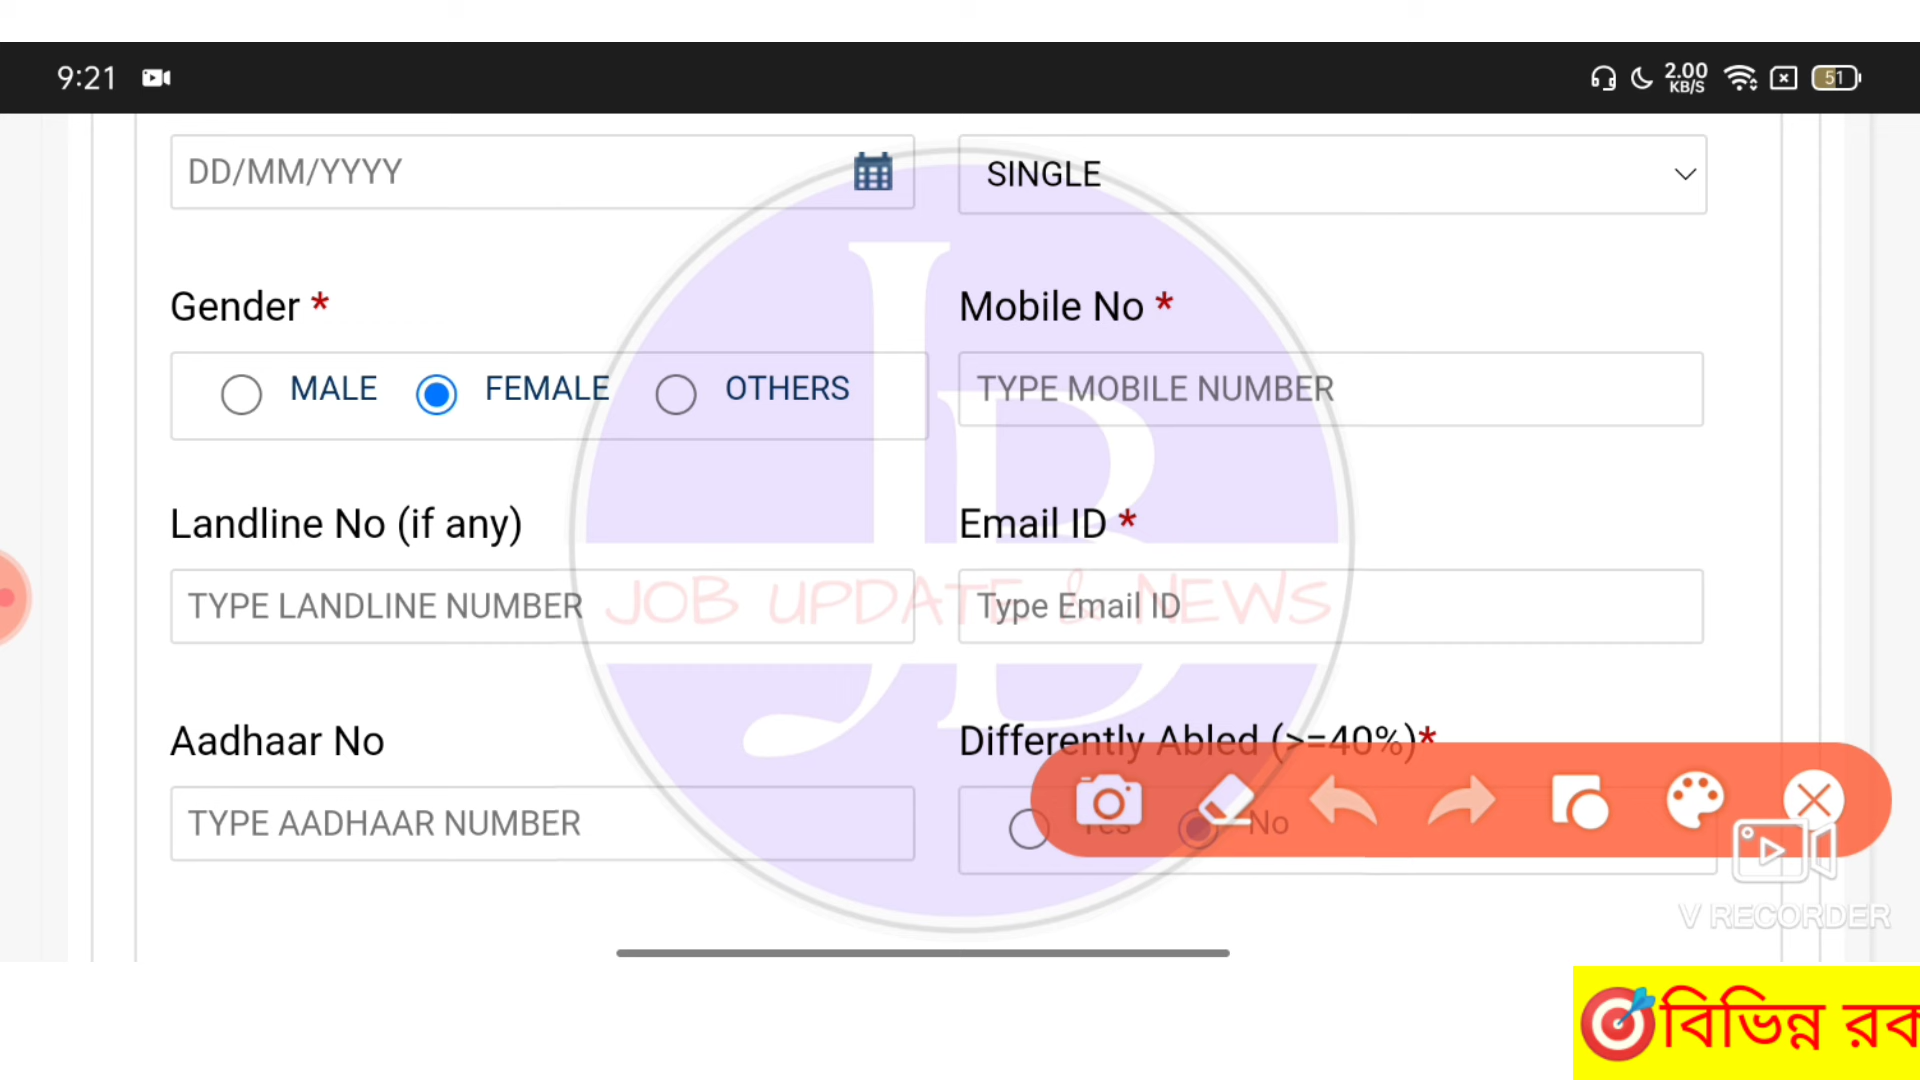 9:21
2.00
KB/S
51
DD/MM/YYYY
SINGLE
Gender *
Mobile No *
MALE FEMALE OTHERS
TYPE MOBILE NUMBER
Landline No (if any)
Email ID *
TYPE LANDLINE NUMBER
Type Email ID
JOB UPDATE & NEWS
Aadhaar No
Differently Abled (>=40%)*
TYPE AADHAAR NUMBER
Yes No
V RECORDER
বিভিন্ন রক